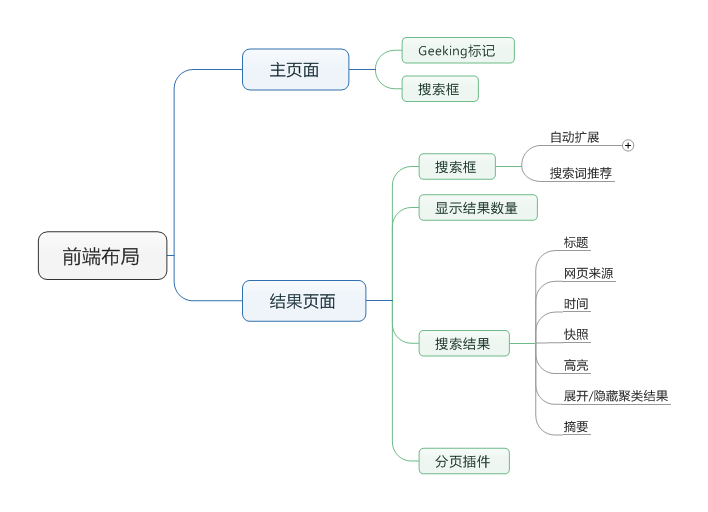 前端布局
主页面
Geeking标记
搜索框
结果页面
搜索框
自动扩展
搜索词推荐
显示结果数量
搜索结果
标题
网页来源
时间
快照
高亮
展开/隐藏聚类结果
摘要
分页插件